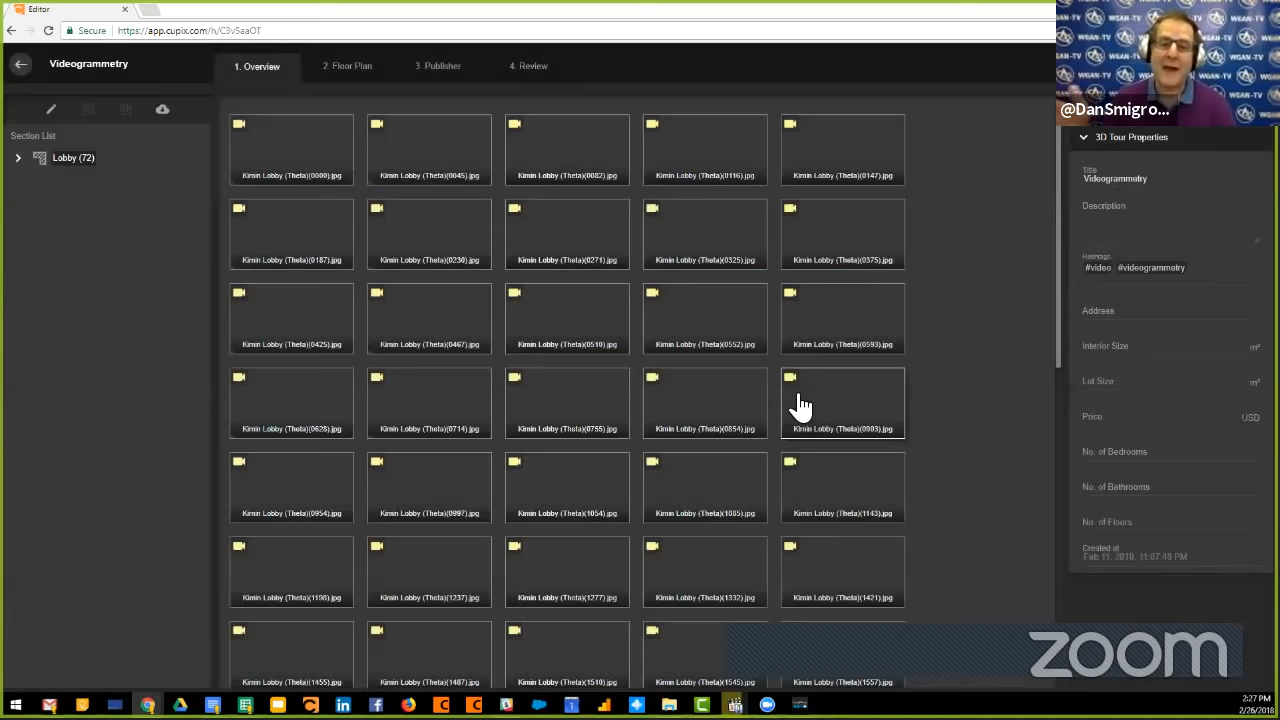 Editor
Secure
https://app.cupix.com/h/C3v5aaOT
Videogrammetry
1. Overview
2. Floor Plan
3. Publisher
4. Review
WGAN-TV
@DanSmigro...
Section List
Lobby (72)
Kimin Lobby (Theta)(0000).jpg
Kimin Lobby (Theta)(0045).jpg
Kimin Lobby (Theta)(0082).jpg
Kimin Lobby (Theta)(0116).jpg
Kimin Lobby (Theta)(0147).jpg
Kimin Lobby (Theta)(0187).jpg
Kimin Lobby (Theta)(0230).jpg
Kimin Lobby (Theta)(0271).jpg
Kimin Lobby (Theta)(0325).jpg
Kimin Lobby (Theta)(0375).jpg
Kimin Lobby (Theta)(0425).jpg
Kimin Lobby (Theta)(0467).jpg
Kimin Lobby (Theta)(0510).jpg
Kimin Lobby (Theta)(0552).jpg
Kimin Lobby (Theta)(0593).jpg
Kimin Lobby (Theta)(0628).jpg
Kimin Lobby (Theta)(0714).jpg
Kimin Lobby (Theta)(0755).jpg
Kimin Lobby (Theta)(0854).jpg
Kimin Lobby (Theta)(0903).jpg
Kimin Lobby (Theta)(0954).jpg
Kimin Lobby (Theta)(0997).jpg
Kimin Lobby (Theta)(1054).jpg
Kimin Lobby (Theta)(1085).jpg
Kimin Lobby (Theta)(1143).jpg
Kimin Lobby (Theta)(1198).jpg
Kimin Lobby (Theta)(1237).jpg
Kimin Lobby (Theta)(1277).jpg
Kimin Lobby (Theta)(1332).jpg
Kimin Lobby (Theta)(1421).jpg
Kimin Lobby (Theta)(1455).jpg
Kimin Lobby (Theta)(1487).jpg
Kimin Lobby (Theta)(1510).jpg
Kimin Lobby (Theta)(1545).jpg
Kimin Lobby (Theta)(1557).jpg
3D Tour Properties
Title
Videogrammetry
Description
Hashtags
#video #videogrammetry
Address
Interior Size m²
Lot Size m²
Price USD
No. of Bedrooms
No. of Bathrooms
No. of Floors
Created at
Feb 11, 2018, 11:07:49 PM
zoom
2:27 PM
2/26/2018